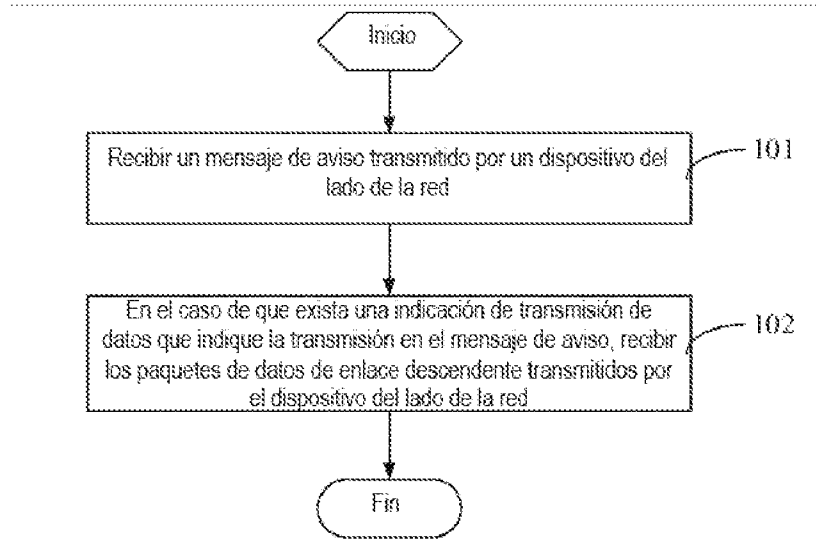 Inicio
Recibir un mensaje de aviso transmitido por un dispositivo del
lado de la red
101
En el caso de que exista una indicación de transmisión de
datos que indique la transmisión en el mensaje de aviso, recibir
los paquetes de datos de enlace descendente transmitidos por
el dispositivo del lado de la red
102
Fin